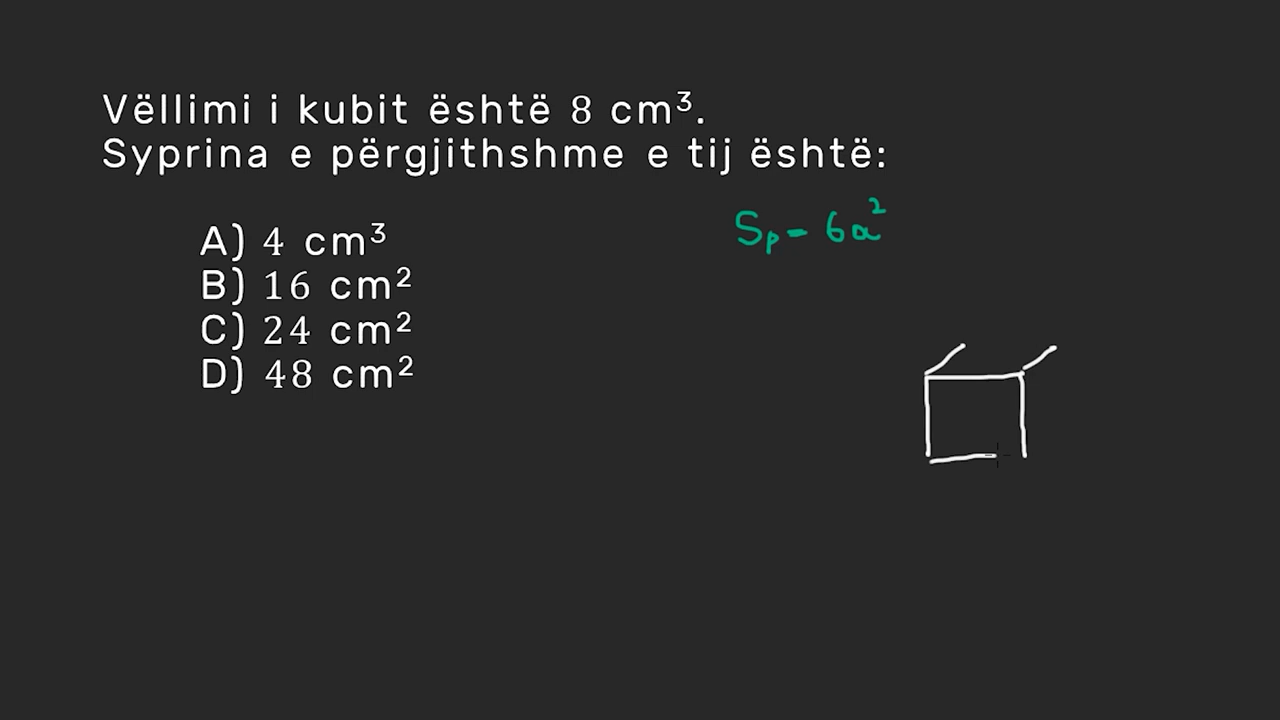 Vëllimi i kubit është 8 cm³.
Syprina e përgjithshme e tij është:
A) 4 cm³
B) 16 cm²
C) 24 cm²
D) 48 cm²
Sp = 6a²